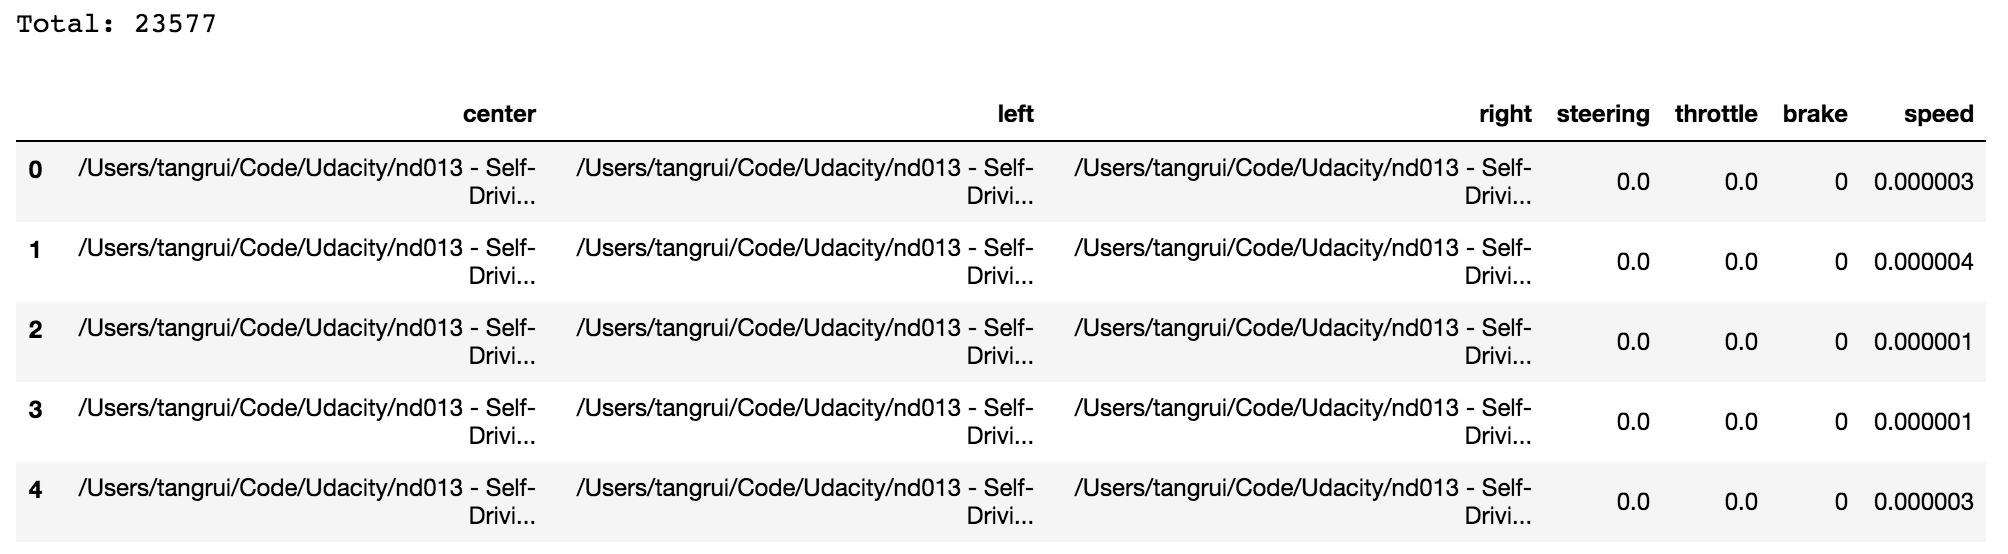 Total: 23577
center left right steering throttle brake speed
0 /Users/tangrui/Code/Udacity/nd013 - Self- /Users/tangrui/Code/Udacity/nd013 - Self- /Users/tangrui/Code/Udacity/nd013 - Self- 0.0 0.0 0 0.000003
Drivi... Drivi... Drivi...
1 /Users/tangrui/Code/Udacity/nd013 - Self- /Users/tangrui/Code/Udacity/nd013 - Self- /Users/tangrui/Code/Udacity/nd013 - Self- 0.0 0.0 0 0.000004
Drivi... Drivi... Drivi...
2 /Users/tangrui/Code/Udacity/nd013 - Self- /Users/tangrui/Code/Udacity/nd013 - Self- /Users/tangrui/Code/Udacity/nd013 - Self- 0.0 0.0 0 0.000001
Drivi... Drivi... Drivi...
3 /Users/tangrui/Code/Udacity/nd013 - Self- /Users/tangrui/Code/Udacity/nd013 - Self- /Users/tangrui/Code/Udacity/nd013 - Self- 0.0 0.0 0 0.000001
Drivi... Drivi... Drivi...
4 /Users/tangrui/Code/Udacity/nd013 - Self- /Users/tangrui/Code/Udacity/nd013 - Self- /Users/tangrui/Code/Udacity/nd013 - Self- 0.0 0.0 0 0.000003
Drivi... Drivi... Drivi...